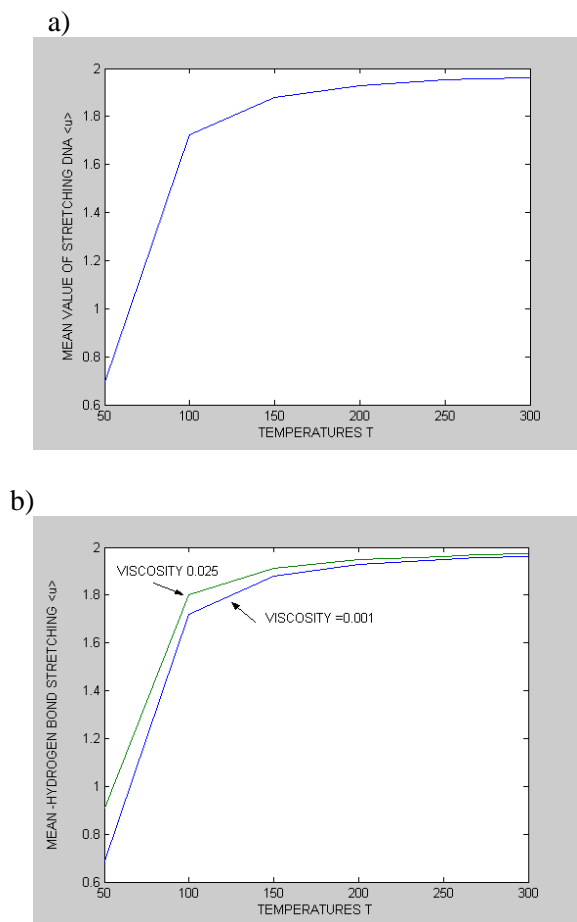 a)
MEAN VALUE OF STRETCHING DNA <u>
2
1.8
1.6
1.4
1.2
1
0.8
0.6
50 100 150 200 250 300
TEMPERATURES T
b)
MEAN -HYDROGEN BOND STRETCHING <u>
2
1.8
1.6
1.4
1.2
1
0.8
0.6
VISCOSITY 0.025
VISCOSITY =0.001
50 100 150 200 250 300
TEMPERATURES T